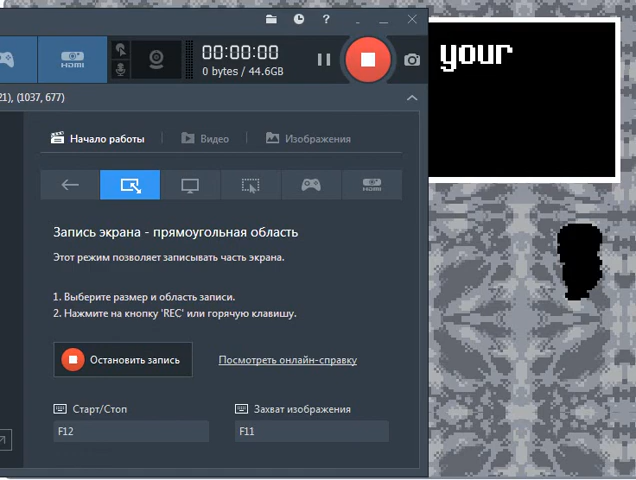 ?
00:00:00
0 bytes / 44.6GB
HDMI
21), (1037, 677)
your
Начало работы
Видео
Изображения
HDMI
Запись экрана - прямоугольная область
Этот режим позволяет записывать часть экрана.
1. Выберите размер и область записи.
2. Нажмите на кнопку 'REC' или горячую клавишу.
Остановить запись
Посмотреть онлайн-справку
Старт/Стоп
Захват изображения
F12
F11